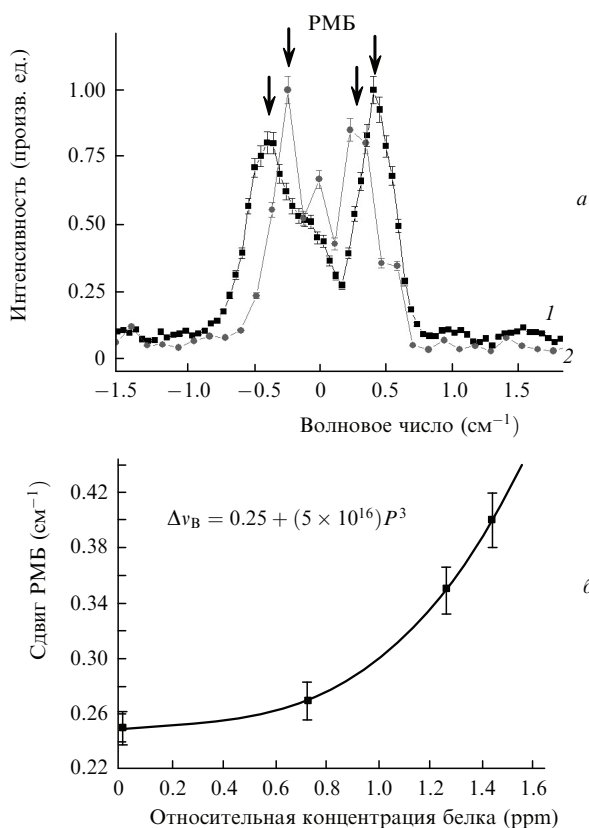 РМБ
Интенсивность (произв. ед.)
1.00
0.75
0.50
0.25
0
1
2
а
−1.5 −1.0 −0.5 0 0.5 1.0 1.5
Волновое число (см⁻¹)
Сдвиг РМБ (см⁻¹)
0.42
0.38
0.34
0.30
0.26
0.22
Δν_B = 0.25 + (5 × 10¹⁶)P³
б
0 0.2 0.4 0.6 0.8 1.0 1.2 1.4 1.6
Относительная концентрация белка (ppm)